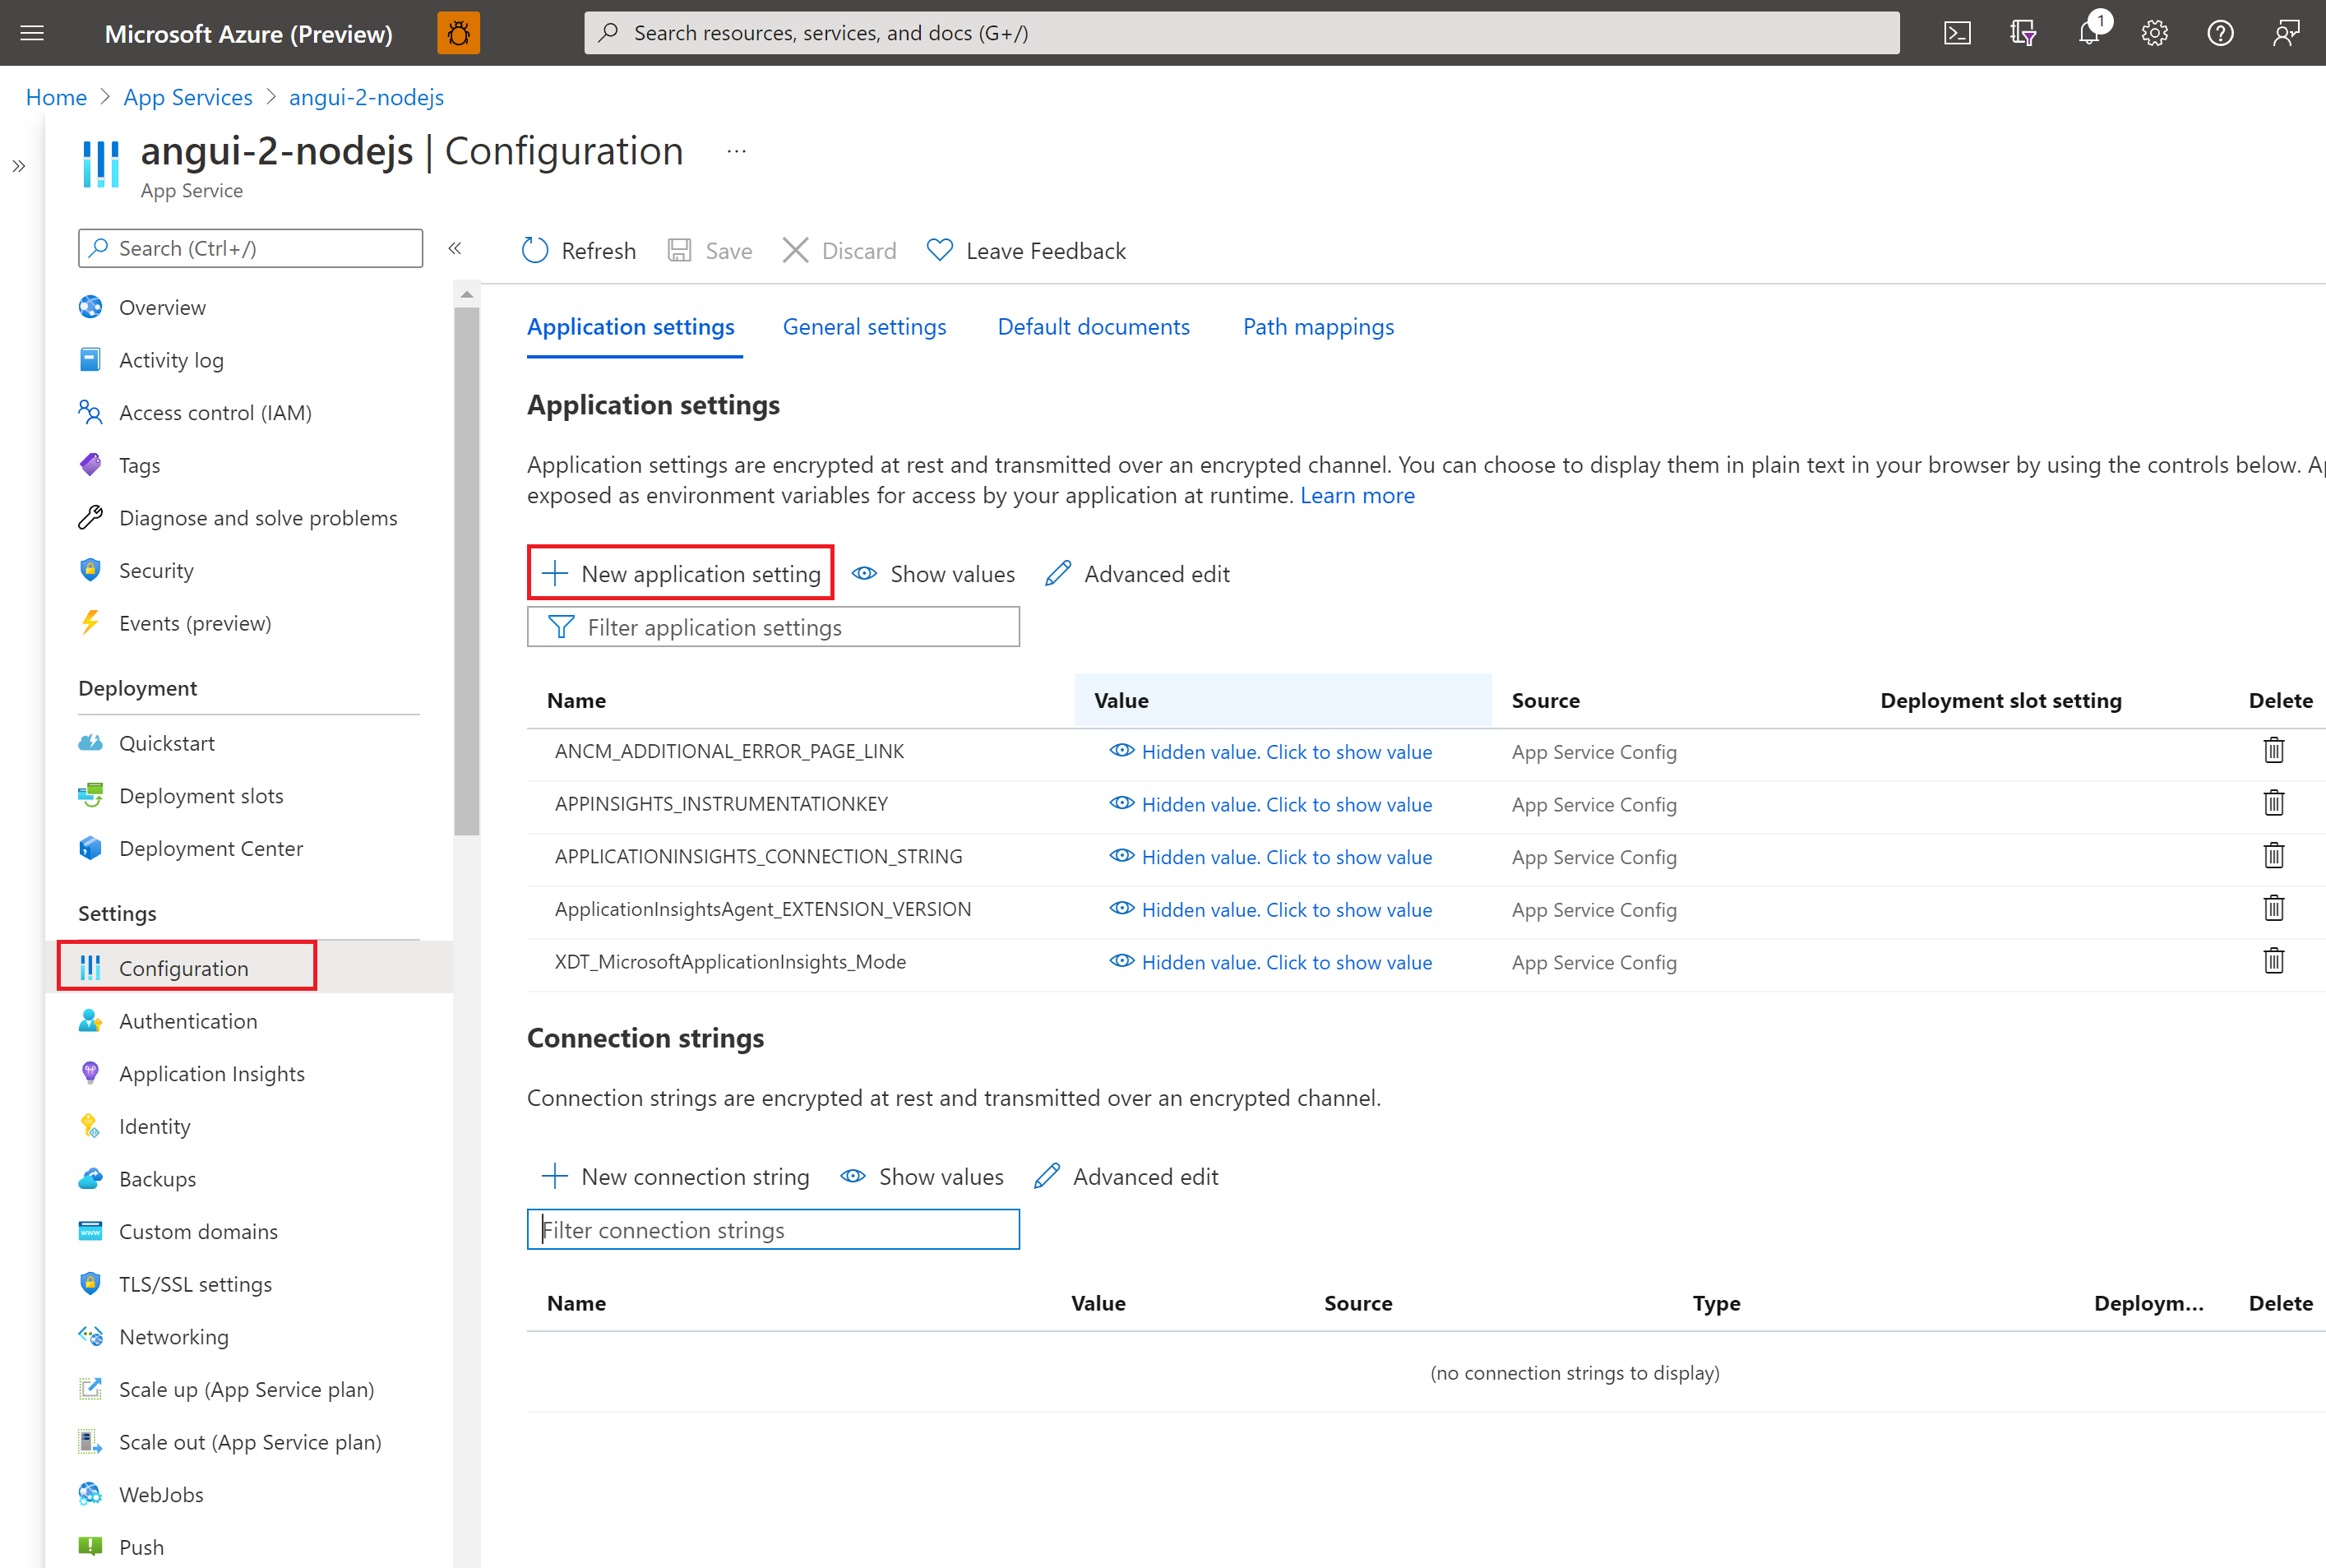 Microsoft Azure (Preview)
Search resources, services, and docs (G+/)
1
Home > App Services > angui-2-nodejs
angui-2-nodejs | Configuration ...
App Service
Search (Ctrl+/)
Refresh Save Discard Leave Feedback
Overview
Activity log
Access control (IAM)
Tags
Diagnose and solve problems
Security
Events (preview)
Deployment
Quickstart
Deployment slots
Deployment Center
Settings
Configuration
Authentication
Application Insights
Identity
Backups
Custom domains
TLS/SSL settings
Networking
Scale up (App Service plan)
Scale out (App Service plan)
WebJobs
Push
Application settings General settings Default documents Path mappings
Application settings
Application settings are encrypted at rest and transmitted over an encrypted channel. You can choose to display them in plain text in your browser by using the controls below.
exposed as environment variables for access by your application at runtime. Learn more
New application setting Show values Advanced edit
Filter application settings
Name Value Source Deployment slot setting Delete
ANCM_ADDITIONAL_ERROR_PAGE_LINK Hidden value. Click to show value App Service Config
APPINSIGHTS_INSTRUMENTATIONKEY Hidden value. Click to show value App Service Config
APPLICATIONINSIGHTS_CONNECTION_STRING Hidden value. Click to show value App Service Config
ApplicationInsightsAgent_EXTENSION_VERSION Hidden value. Click to show value App Service Config
XDT_MicrosoftApplicationInsights_Mode Hidden value. Click to show value App Service Config
Connection strings
Connection strings are encrypted at rest and transmitted over an encrypted channel.
New connection string Show values Advanced edit
Filter connection strings
Name Value Source Type Deploym... Delete
(no connection strings to display)